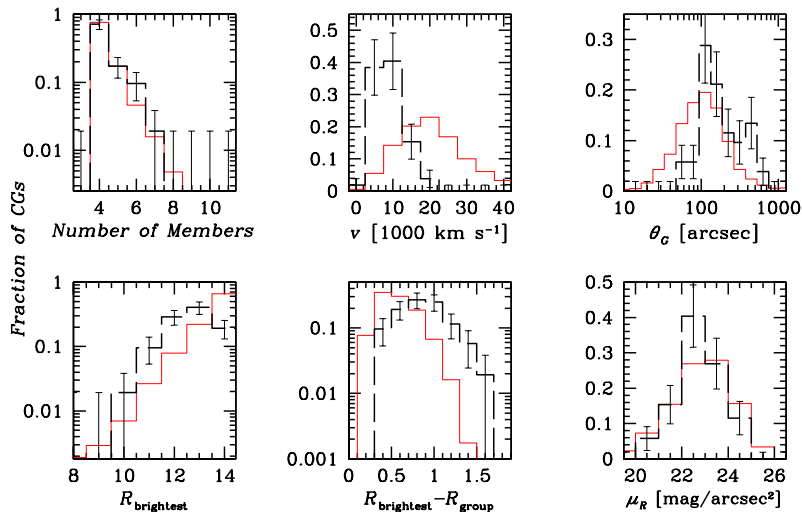 Fraction of CGs
1
0.1
0.01
4 6 8 10
Number of Members
0.5
0.4
0.3
0.2
0.1
0
0 10 20 30 40
v [1000 km s⁻¹]
0.3
0.2
0.1
0
10 100 1000
θ_G [arcsec]
1
0.1
0.01
8 10 12 14
R_brightest
0.1
0.01
0.001
0 0.5 1 1.5
R_brightest−R_group
0.5
0.4
0.3
0.2
0.1
0
20 22 24 26
μ_R [mag/arcsec²]